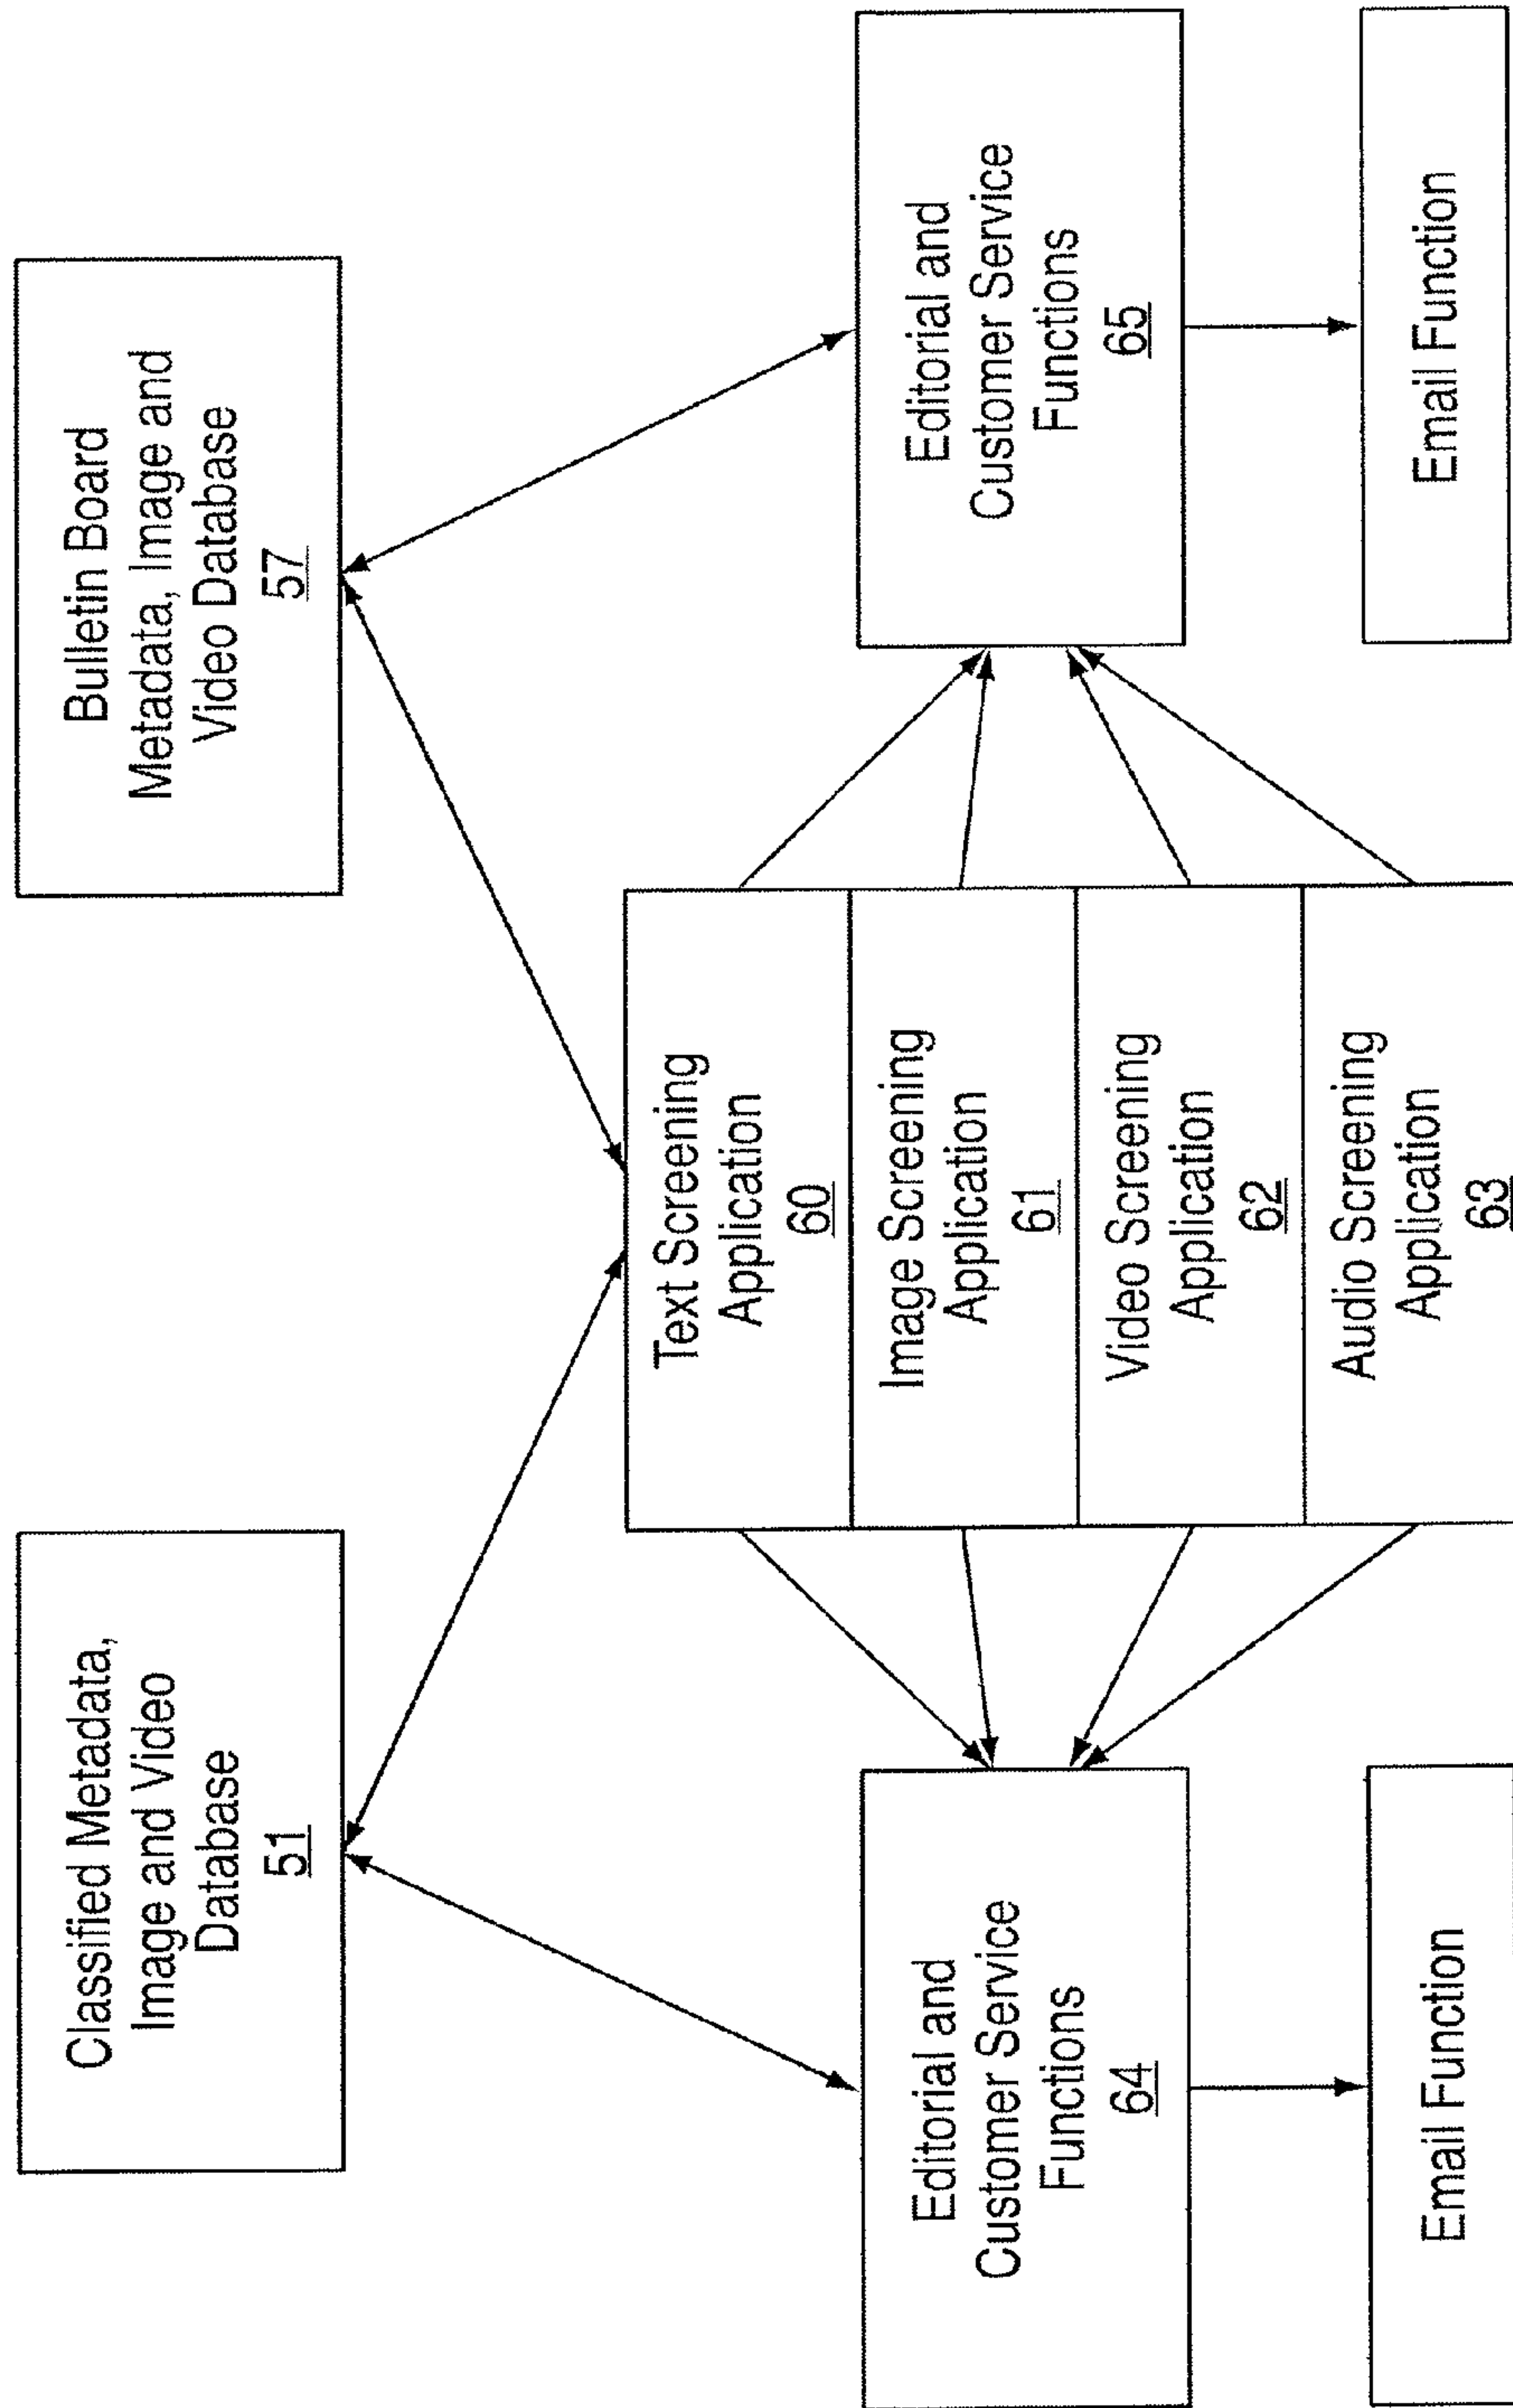 Classified Metadata,
Image and Video
Database
51
Bulletin Board
Metadata, Image and
Video Database
57
Text Screening
Application
60
Image Screening
Application
61
Video Screening
Application
62
Audio Screening
Application
63
Editorial and
Customer Service
Functions
64
Editorial and
Customer Service
Functions
65
Email Function
Email Function